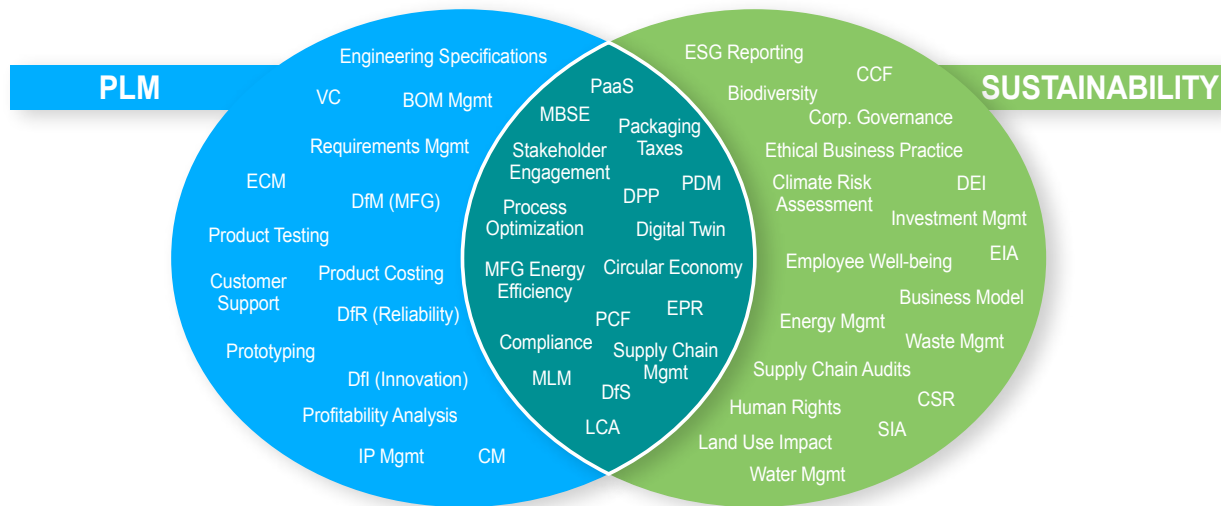 PLM
SUSTAINABILITY
Engineering Specifications
VC
BOM Mgmt
Requirements Mgmt
ECM
DfM (MFG)
Product Testing
Product Costing
Customer
Support
DfR (Reliability)
Prototyping
DfI (Innovation)
Profitability Analysis
IP Mgmt
CM
PaaS
MBSE
Packaging
Taxes
Stakeholder
Engagement
PDM
DPP
Process
Optimization
Digital Twin
Circular Economy
MFG Energy
Efficiency
EPR
PCF
Compliance
Supply Chain
Mgmt
MLM
DfS
LCA
ESG Reporting
CCF
Biodiversity
Corp. Governance
Ethical Business Practice
Climate Risk
Assessment
DEI
Investment Mgmt
EIA
Employee Well-being
Business Model
Energy Mgmt
Waste Mgmt
Supply Chain Audits
CSR
Human Rights
SIA
Land Use Impact
Water Mgmt